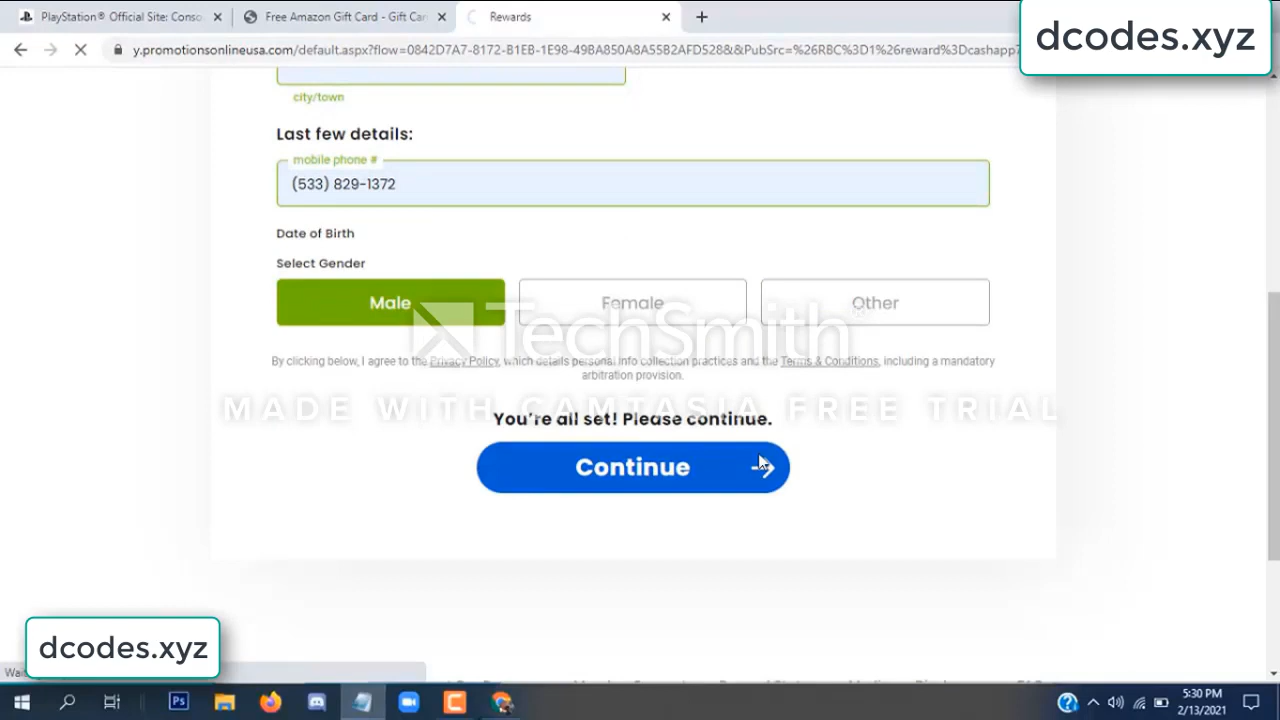 PlayStation® Official Site: Conso
Free Amazon Gift Card - Gift Car
Rewards
y.promotionsonlineusa.com/default.aspx?flow=0842D7A7-8172-B1EB-1E98-49BA850A8A55B2AFD528&&PubSrc=%26RBC%3D1%26reward%3Dcashapp7
dcodes.xyz
city/town
Last few details:
mobile phone #
(533) 829-1372
Date of Birth
Select Gender
Male
Female
Other
TechSmith
By clicking below, I agree to the Privacy Policy, which details personal info collection practices and the Terms & Conditions, including a mandatory
arbitration provision.
MADE WITH CAMTASIA FREE TRIAL
You're all set! Please continue.
Continue
dcodes.xyz
Ps
5:30 PM
2/13/2021